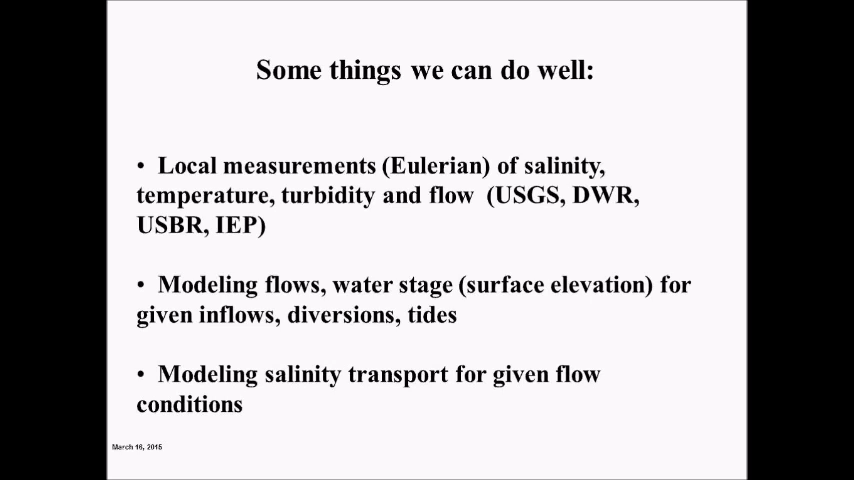 Some things we can do well:
• Local measurements (Eulerian) of salinity,
temperature, turbidity and flow (USGS, DWR,
USBR, IEP)
• Modeling flows, water stage (surface elevation) for
given inflows, diversions, tides
• Modeling salinity transport for given flow
conditions
March 16, 2015